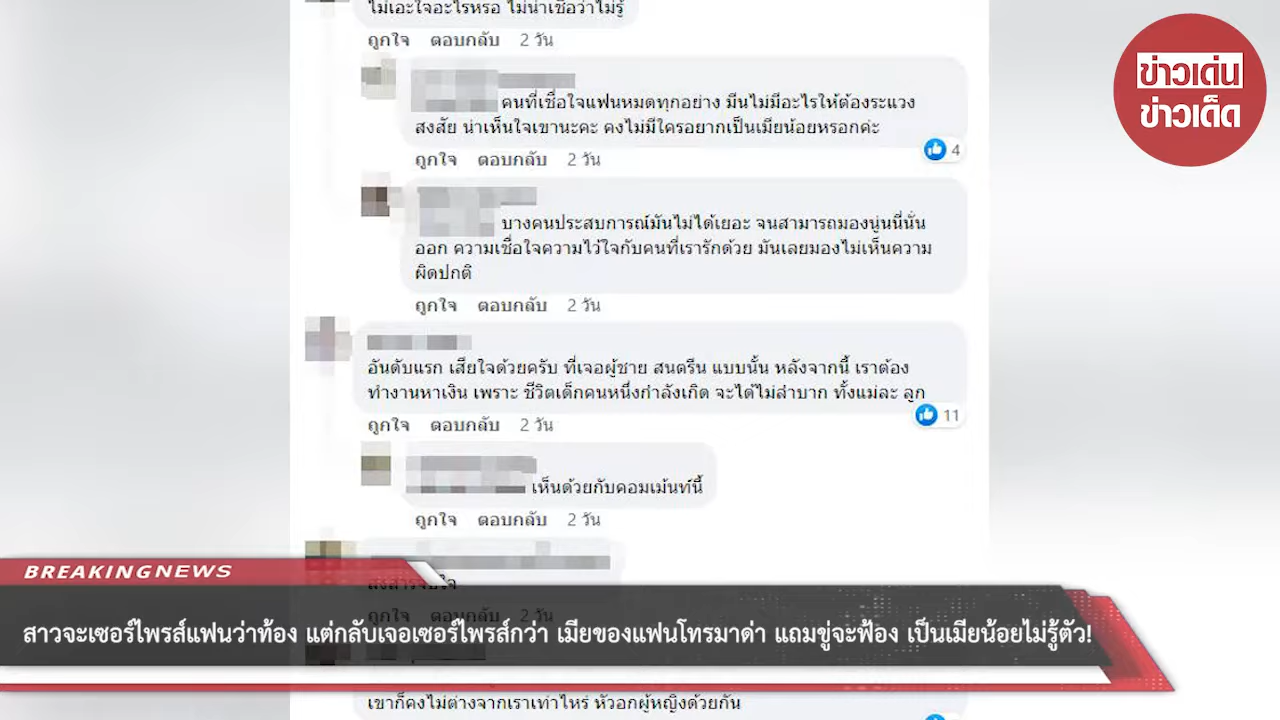 ไม่เอะใจอะไรหรอ ไม่น่าเชื่อว่าไม่รู้
ถูกใจ ตอบกลับ 2 วัน
ข่าวเด่น
ข่าวเด็ด
คนที่เชื่อใจแฟนหมดทุกอย่าง มีนไม่มีอะไรให้ต้องระแวง
สงสัย น่าเห็นใจเขานะคะ คงไม่มีใครอยากเป็นเมียน้อยหรอกค่ะ
4
ถูกใจ ตอบกลับ 2 วัน
บางคนประสบการณ์มันไม่ได้เยอะ จนสามารถมองนู่นนี่นั่น
ออก ความเชื่อใจความไว้ใจกับคนที่เรารักด้วย มันเลยมองไม่เห็นความ
ผิดปกติ
ถูกใจ ตอบกลับ 2 วัน
อันดับแรก เสียใจด้วยครับ ที่เจอผู้ชาย สนตรีน แบบนั้น หลังจากนี้ เราต้อง
ทำงานหาเงิน เพราะ ชีวิตเด็กคนหนึ่งกำลังเกิด จะได้ไม่ลำบาก ทั้งแม่ละ ลูก
11
ถูกใจ ตอบกลับ 2 วัน
เห็นด้วยกับคอมเม้นท์นี้
ถูกใจ ตอบกลับ 2 วัน
BREAKINGNEWS
ถูกใจ ตอบกลับ 2 วัน
สาวจะเซอร์ไพรส์แฟนว่าท้อง แต่กลับเจอเซอร์ไพรส์กว่า เมียของแฟนโทรมาด่า แถมขู่จะฟ้อง เป็นเมียน้อยไม่รู้ตัว!
เขาก็คงไม่ต่างจากเราเท่าไหร่ หัวอกผู้หญิงด้วยกัน